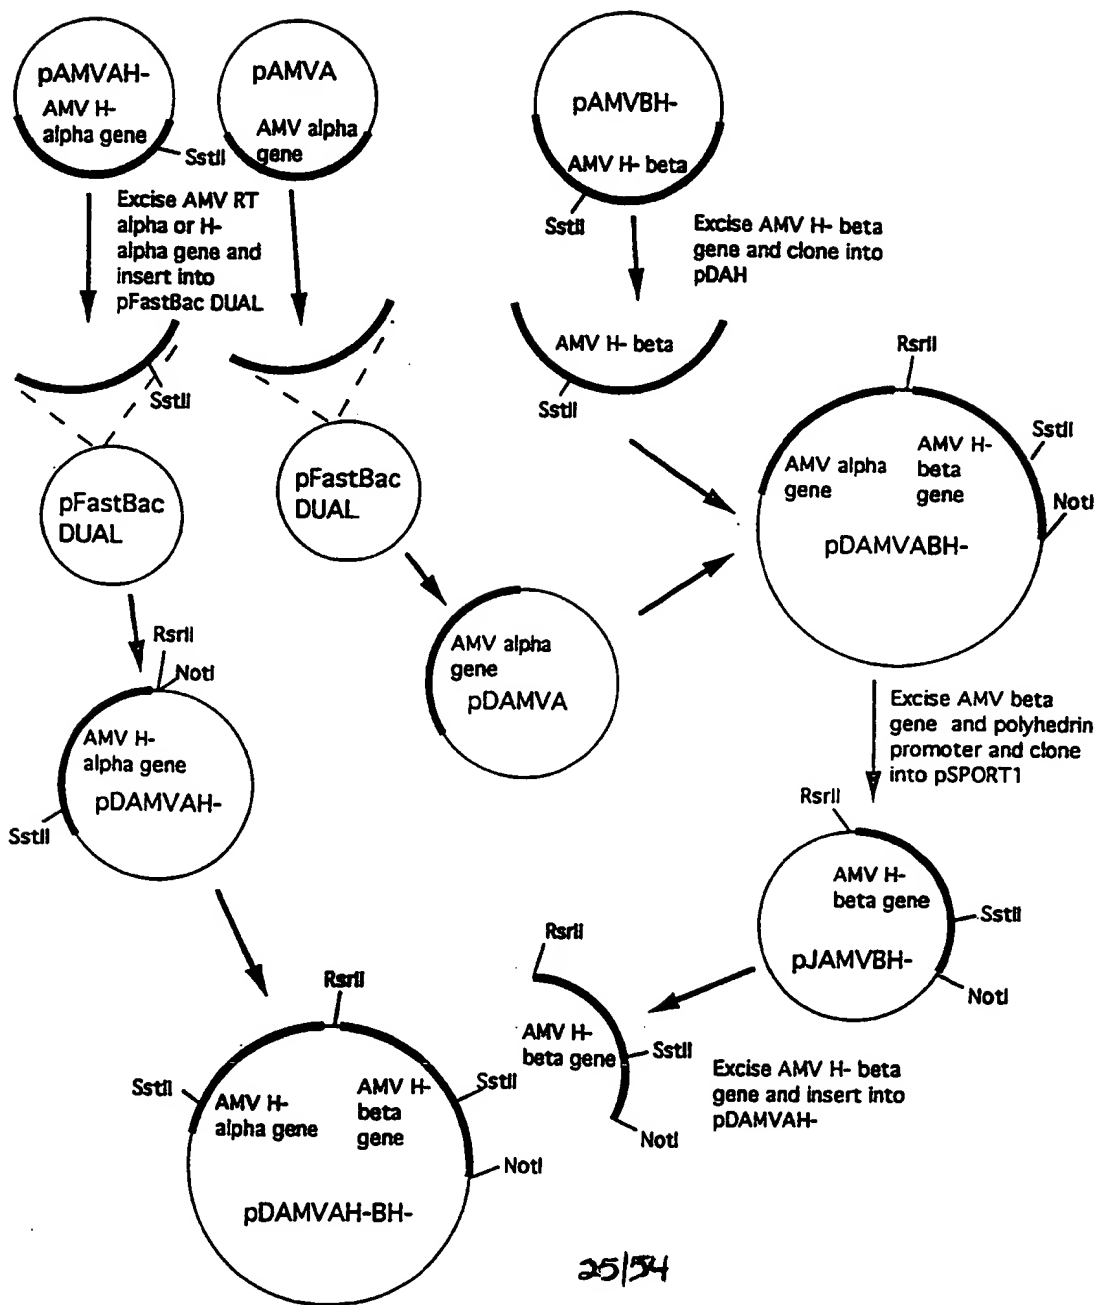 pAMVAH-
AMV H-
alpha gene
SstII
pAMVA
AMV alpha
gene
pAMVBH-
AMV H- beta
SstII
Excise AMV RT
alpha or H-
alpha gene and
insert into
pFastBac DUAL
Excise AMV H- beta
gene and clone into
pDAH
SstII
AMV H- beta
SstII
pFastBac
DUAL
pFastBac
DUAL
RsrII
AMV alpha
gene
AMV H-
beta
gene
SstII
NotI
pDAMVABH-
RsrII
NotI
AMV H-
alpha gene
pDAMVAH-
SstII
AMV alpha
gene
pDAMVA
Excise AMV beta
gene and polyhedrin
promoter and clone
into pSPORT1
RsrII
AMV H-
beta gene
SstII
pJAMVBH-
NotI
RsrII
AMV H-
beta gene
SstII
NotI
Excise AMV H- beta
gene and insert into
pDAMVAH-
RsrII
SstII
AMV H-
alpha gene
AMV H-
beta
gene
SstII
NotI
pDAMVAH-BH-
25/54